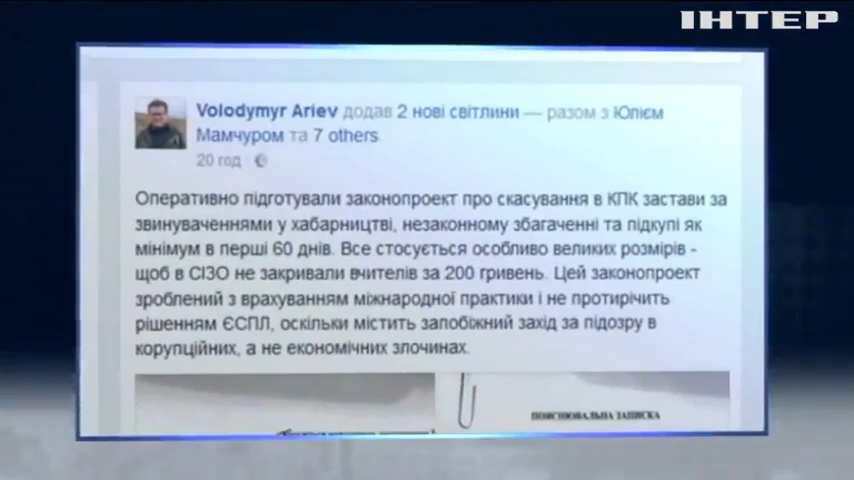 ІНТЕР
Volodymyr Ariev додав 2 нові світлини — разом з Юлієм
Мамчуром та 7 others.
20 год ·
Оперативно підготували законопроект про скасування в КПК застави за
звинуваченнями у хабарництві, незаконному збагаченні та підкупі як
мінімум в перші 60 днів. Все стосується особливо великих розмірів -
щоб в СІЗО не закривали вчителів за 200 гривень. Цей законопроект
зроблений з врахуванням міжнародної практики і не протирічить
рішенням ЄСПЛ, оскільки містить запобіжний захід за підозру в
корупційних, а не економічних злочинах.
ПОЯСНЮВАЛЬНА ЗАПИСКА